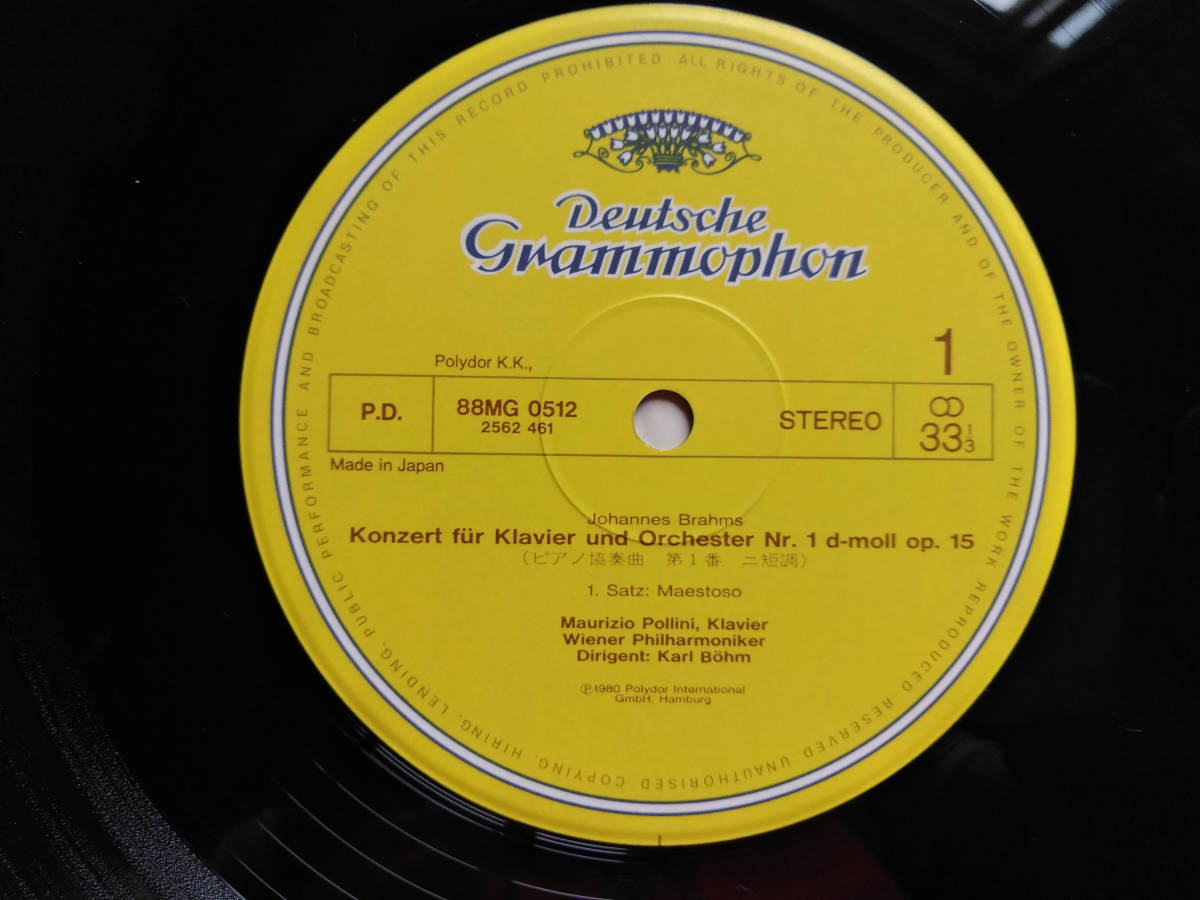 ALL RIGHTS OF THE PRODUCER AND OF THE OWNER OF THE WORK REPRODUCED RESERVED. UNAUTHORISED COPYING, HIRING, LENDING, PUBLIC PERFORMANCE AND BROADCASTING OF THIS RECORD PROHIBITED
Deutsche
Grammophon
1
Polydor K.K.,
P.D.
88MG 0512
2562 461
STEREO
33 1/3
Made in Japan
Johannes Brahms
Konzert für Klavier und Orchester Nr. 1 d-moll op. 15
(ピアノ協奏曲 第1番 ニ短調)
1. Satz: Maestoso
Maurizio Pollini, Klavier
Wiener Philharmoniker
Dirigent: Karl Böhm
℗1980 Polydor International
GmbH, Hamburg